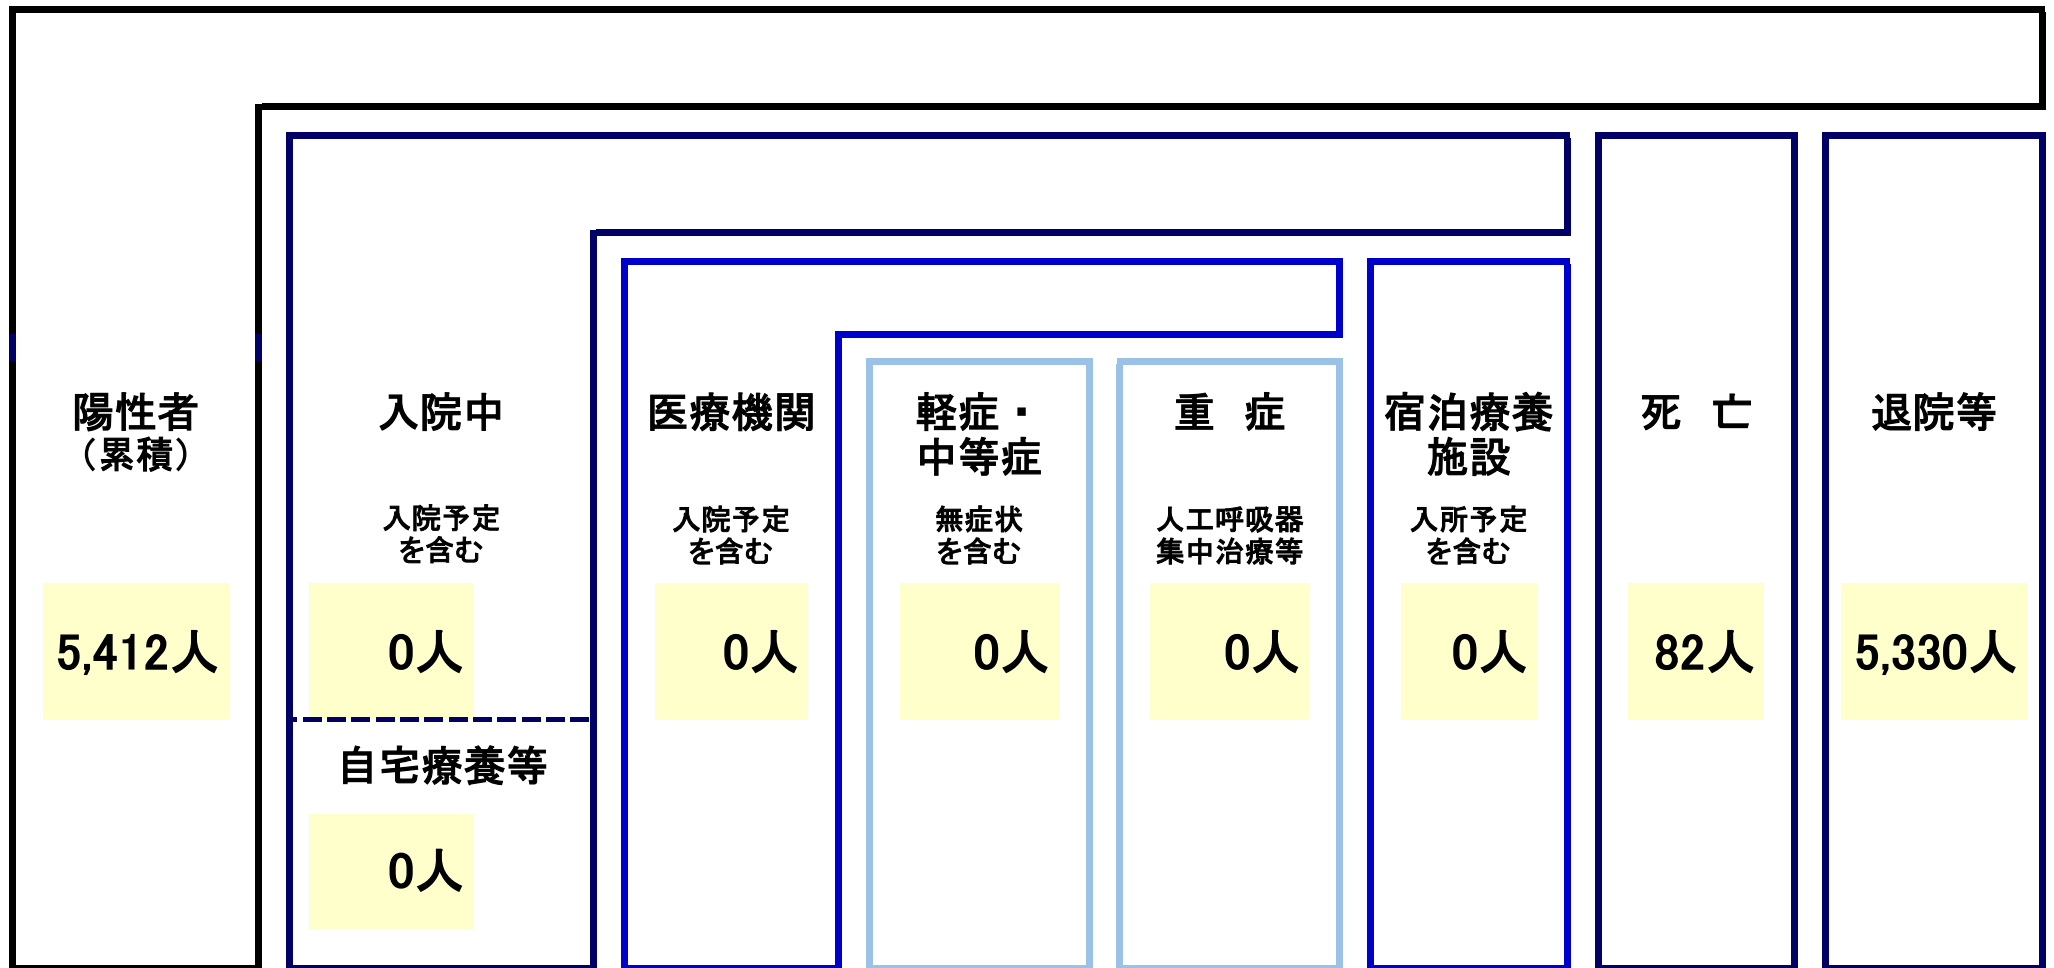 陽性者
（累積）
5,412人
入院中
入院予定
を含む
0人
自宅療養等
0人
医療機関
入院予定
を含む
0人
軽症・
中等症
無症状
を含む
0人
重　症
人工呼吸器
集中治療等
0人
宿泊療養
施設
入所予定
を含む
0人
死　亡
82人
退院等
5,330人